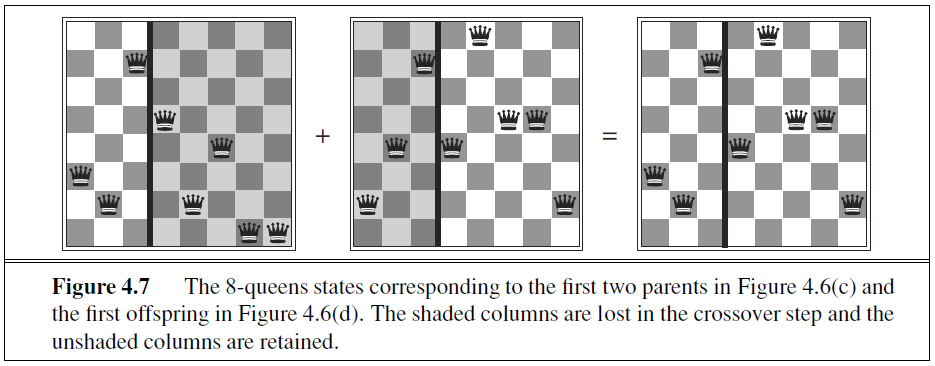 + =
Figure 4.7 The 8-queens states corresponding to the first two parents in Figure 4.6(c) and
the first offspring in Figure 4.6(d). The shaded columns are lost in the crossover step and the
unshaded columns are retained.